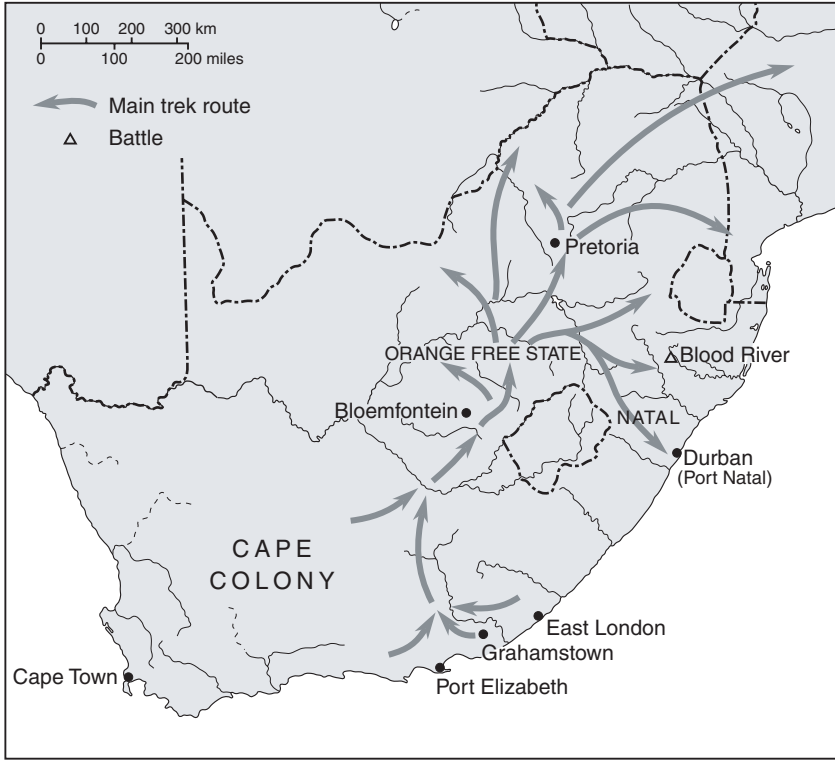 0 100 200 300 km
0 100 200 miles
Main trek route
Battle
Pretoria
ORANGE FREE STATE
Blood River
Bloemfontein
NATAL
Durban
(Port Natal)
CAPE
COLONY
East London
Grahamstown
Cape Town
Port Elizabeth